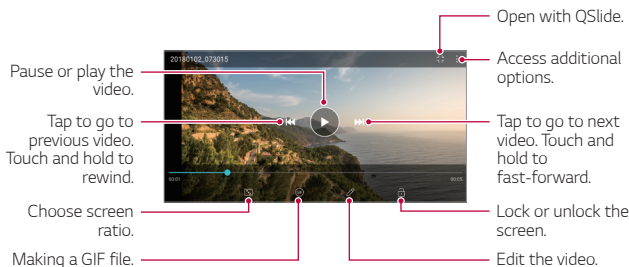 Open with QSlide.
20180102_073015
Access additional
options.
Pause or play the
video.
Tap to go to
previous video.
Touch and hold to
rewind.
Tap to go to next
video. Touch and
hold to
fast-forward.
00:01
00:05
GIF
Choose screen
ratio.
Lock or unlock the
screen.
Making a GIF file.
Edit the video.